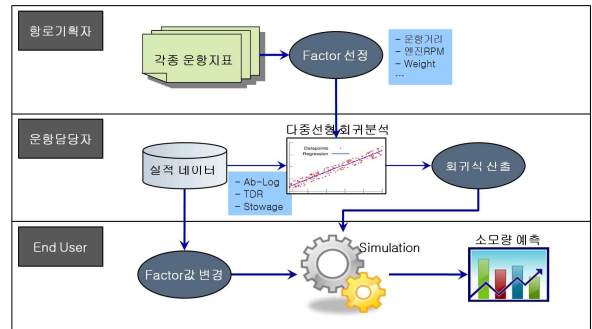 항로기획자
각종 운항지표
Factor 선정
- 운항거리
- 엔진RPM
- Weight
...
운항담당자
다중선형 회귀분석
Datapoints
Regression
실적 데이터
- Ab-Log
- TDR
- Stowage
회귀식 산출
End User
Factor값 변경
Simulation
소모량 예측